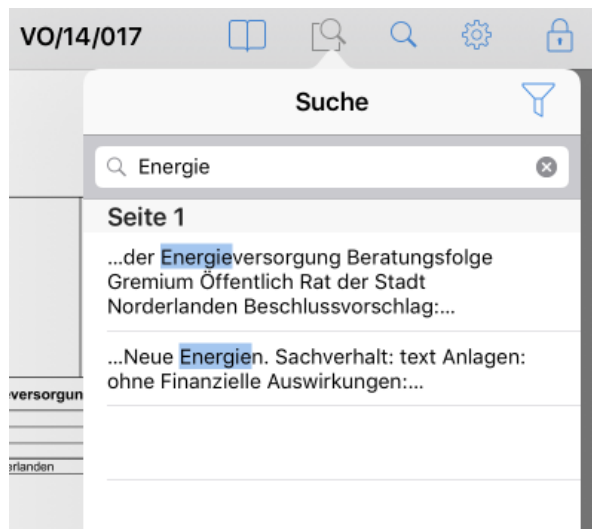 VO/14/017
Suche
Energie
Seite 1
...der Energieversorgung Beratungsfolge
Gremium Öffentlich Rat der Stadt
Norderlanden Beschlussvorschlag:...
...Neue Energien. Sachverhalt: text Anlagen:
ohne Finanzielle Auswirkungen:...
versorgun
erlanden